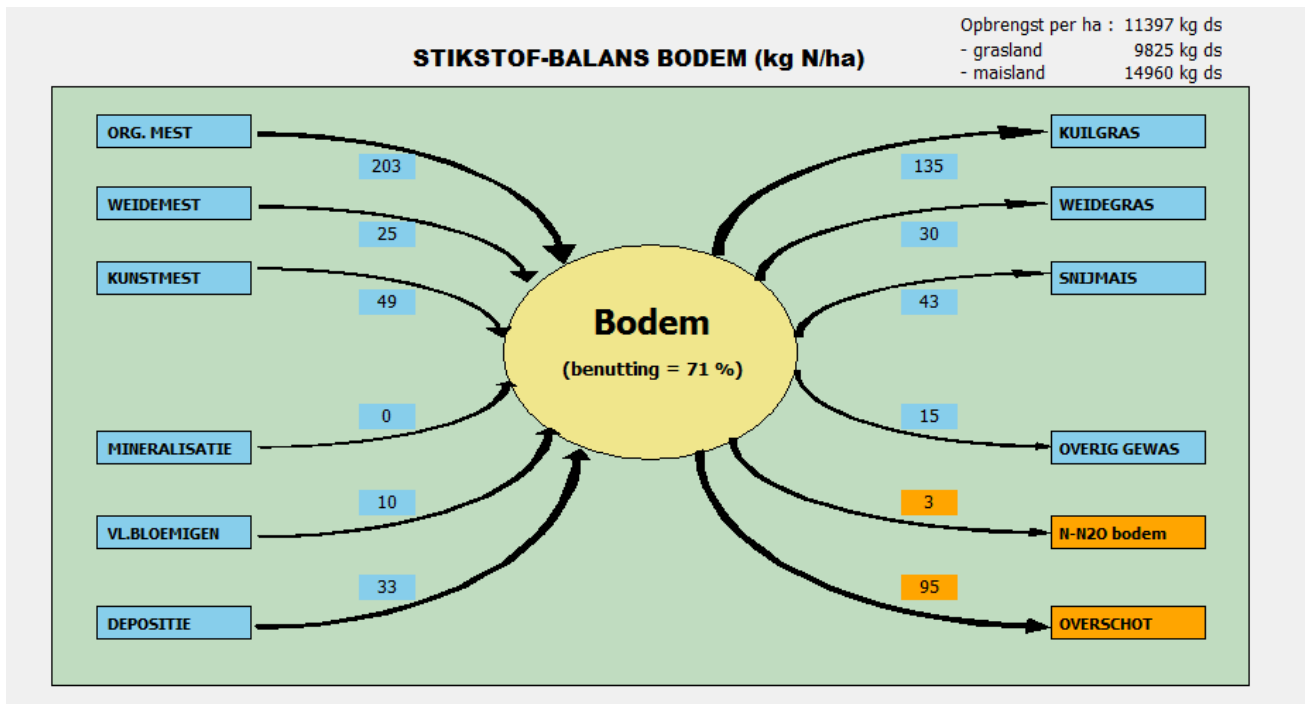 STIKSTOF-BALANS BODEM (kg N/ha)
Opbrengst per ha : 11397 kg ds
- grasland 9825 kg ds
- maisland 14960 kg ds
ORG. MEST
203
WEIDEMEST
25
KUNSTMEST
49
MINERALISATIE
0
VL.BLOEMIGEN
10
DEPOSITIE
33
Bodem
(benutting = 71 %)
KUILGRAS
135
WEIDEGRAS
30
SNIJMAIS
43
OVERIG GEWAS
15
N-N2O bodem
3
OVERSCHOT
95